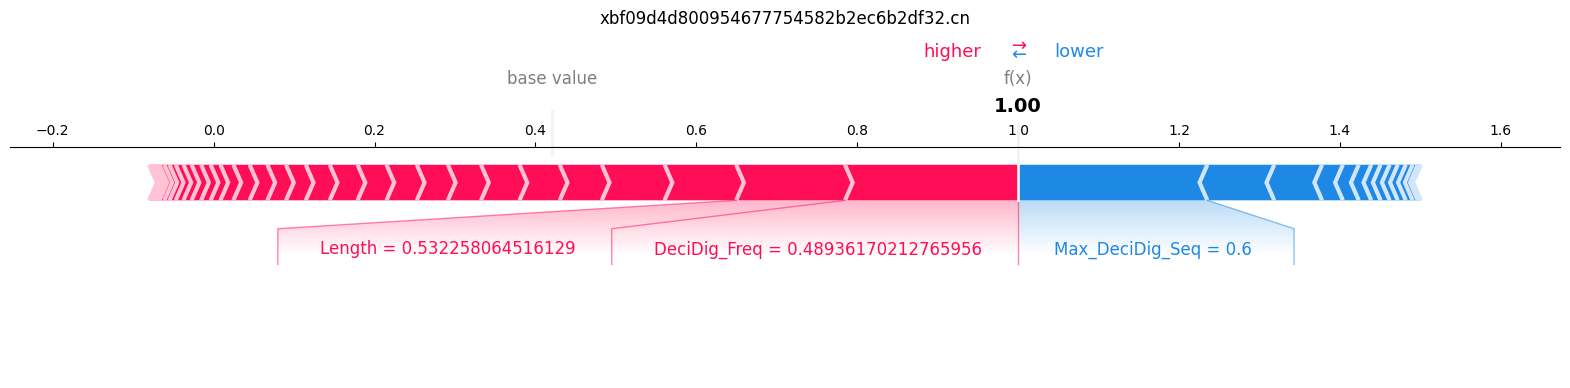 xbf09d4d800954677754582b2ec6b2df32.cn
higher ⇄ lower
base value f(x)
1.00
−0.2 0.0 0.2 0.4 0.6 0.8 1.0 1.2 1.4 1.6
Length = 0.532258064516129 DeciDig_Freq = 0.48936170212765956 Max_DeciDig_Seq = 0.6